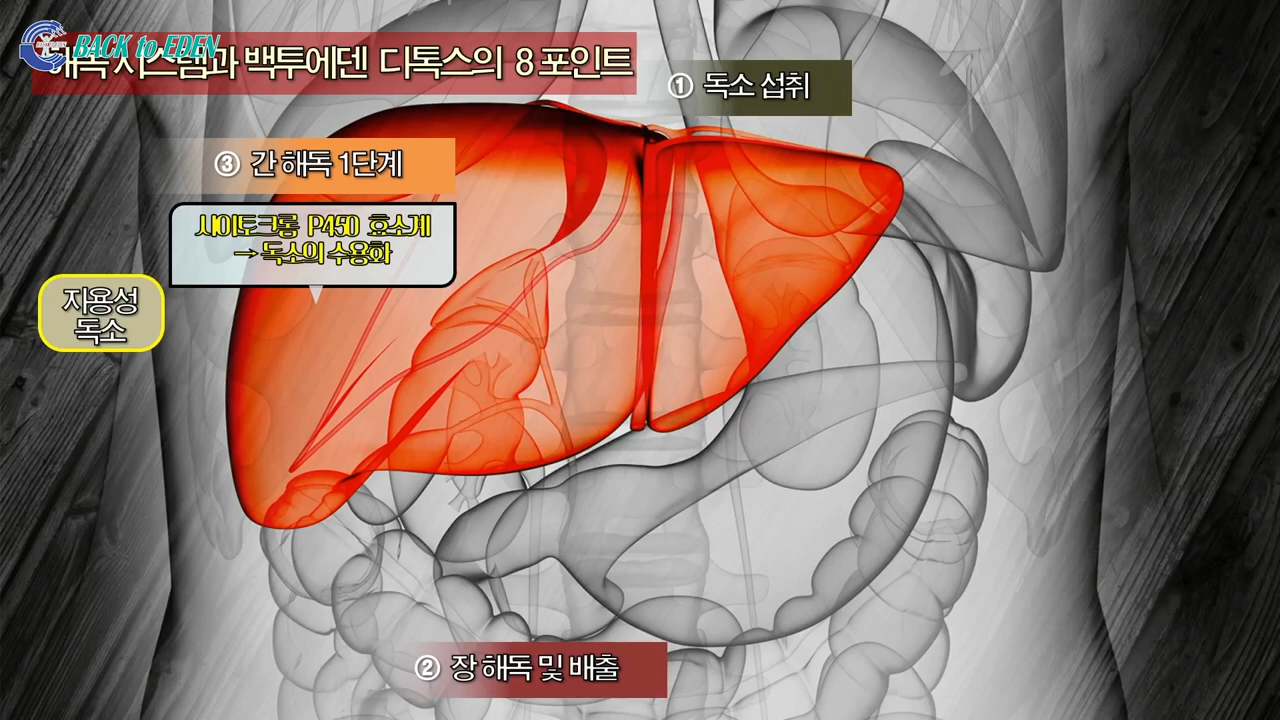 BACK to EDEN
해독 시스템과 백투에덴 디톡스의 8 포인트
① 독소 섭취
③ 간 해독 1단계
사이토크롬 P450 효소계
→ 독소의 수용화
지용성
독소
② 장 해독 및 배출